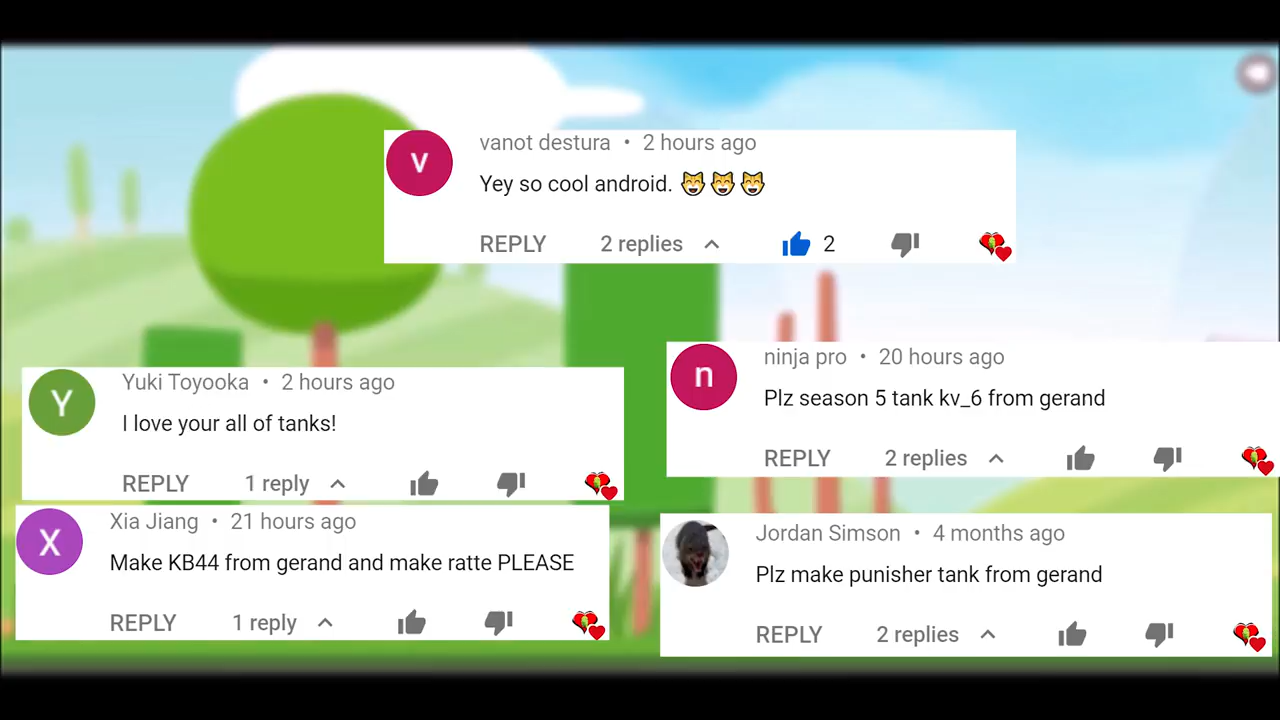 V
vanot destura • 2 hours ago
Yey so cool android. 😸😸😸
REPLY 2 replies 2
Y
Yuki Toyooka • 2 hours ago
I love your all of tanks!
REPLY 1 reply
n
ninja pro • 20 hours ago
Plz season 5 tank kv_6 from gerand
REPLY 2 replies
X
Xia Jiang • 21 hours ago
Make KB44 from gerand and make ratte PLEASE
REPLY 1 reply
Jordan Simson • 4 months ago
Plz make punisher tank from gerand
REPLY 2 replies